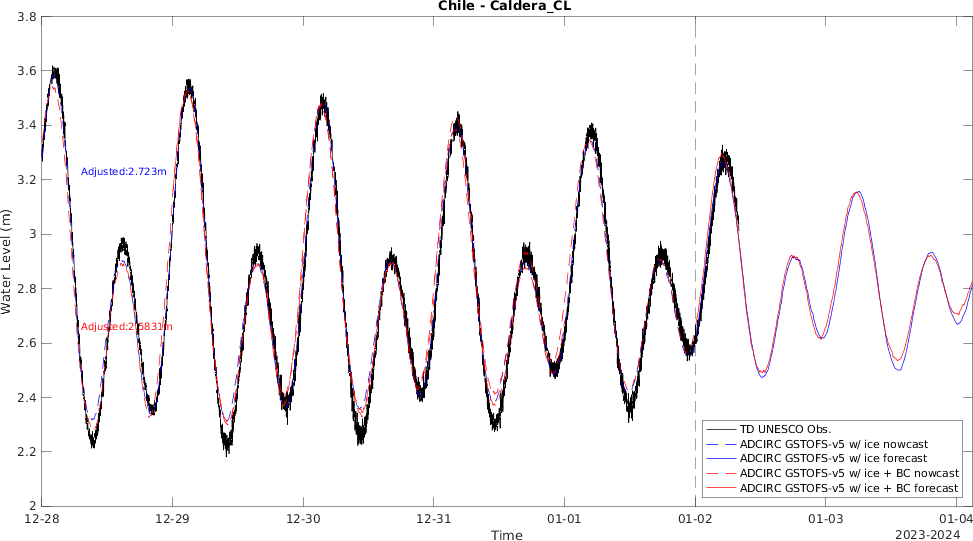 Chile - Caldera_CL
3.8
3.6
3.4
3.2
3
2.8
2.6
2.4
2.2
2
Water Level (m)
Adjusted:2.723m
Adjusted:2.5831m
TD UNESCO Obs.
ADCIRC GSTOFS-v5 w/ ice nowcast
ADCIRC GSTOFS-v5 w/ ice forecast
ADCIRC GSTOFS-v5 w/ ice + BC nowcast
ADCIRC GSTOFS-v5 w/ ice + BC forecast
12-28 12-29 12-30 12-31 01-01 01-02 01-03 01-04
Time
2023-2024